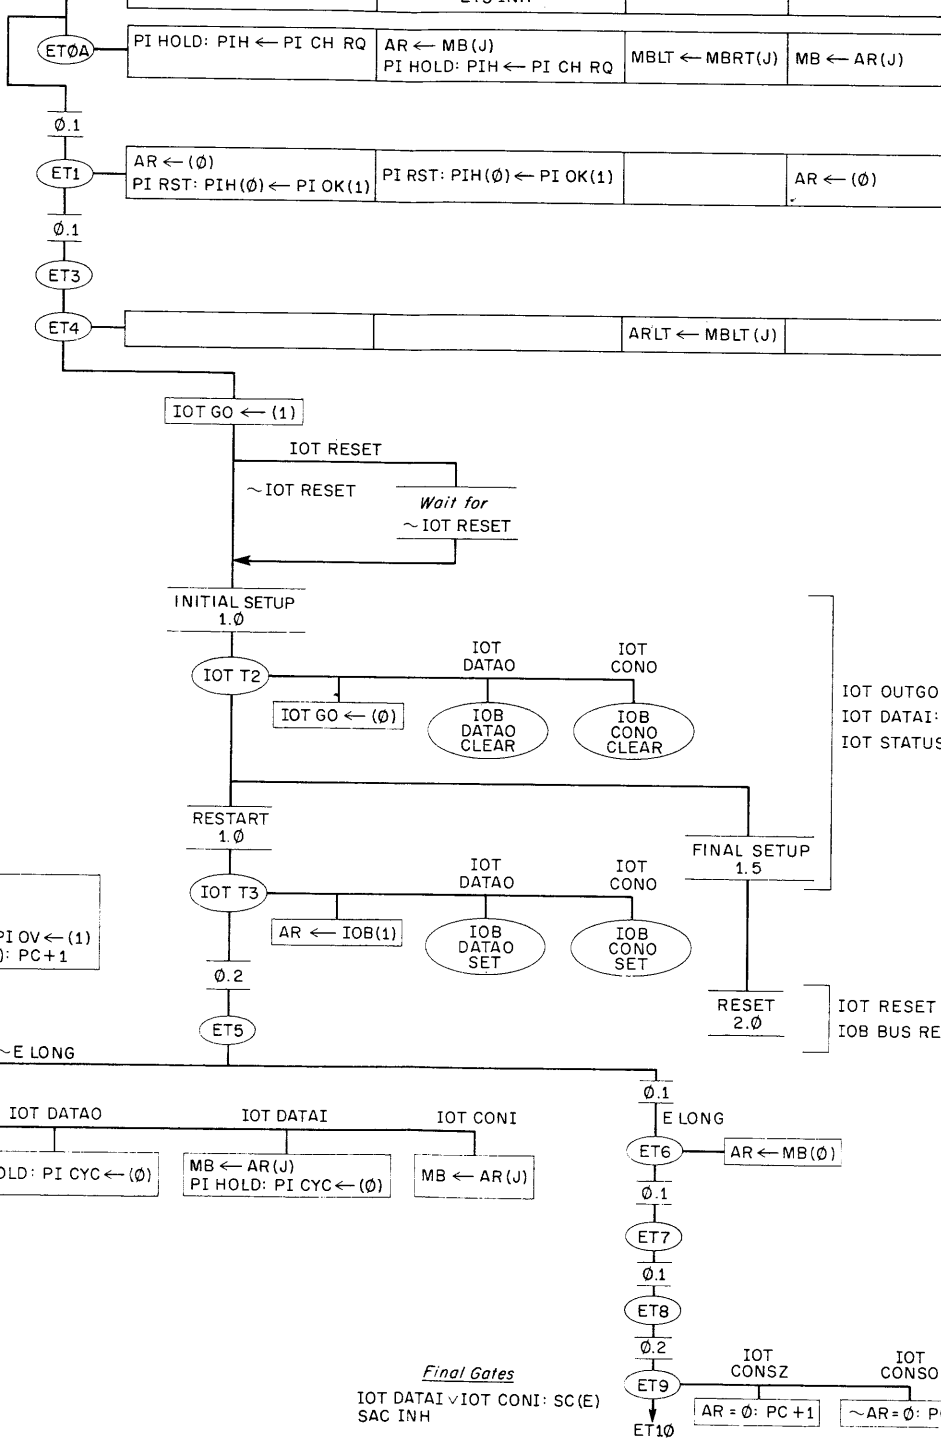 ETØA
PI HOLD: PIH ← PI CH RQ
AR ← MB(J)
PI HOLD: PIH ← PI CH RQ
MBLT ← MBRT(J)
MB ← AR(J)
Ø.1
ET1
AR ← (Ø)
PI RST: PIH(Ø) ← PI OK(1)
PI RST: PIH(Ø) ← PI OK(1)
AR ← (Ø)
Ø.1
ET3
ET4
ARLT ← MBLT(J)
IOT GO ← (1)
IOT RESET
~IOT RESET
Wait for
~IOT RESET
INITIAL SETUP
1.Ø
IOT T2
IOT GO ← (Ø)
IOT
DATAO
IOB
DATAO
CLEAR
IOT
CONO
IOB
CONO
CLEAR
IOT OUTGO
IOT DATAI:
IOT STATUS
RESTART
1.Ø
FINAL SETUP
1.5
IOT T3
AR ← IOB(1)
IOT
DATAO
IOB
DATAO
SET
IOT
CONO
IOB
CONO
SET
PI OV ← (1)
): PC+1
Ø.2
RESET
2.Ø
IOT RESET
IOB BUS RE
ET5
~E LONG
Ø.1
E LONG
IOT DATAO
OLD: PI CYC ← (Ø)
IOT DATAI
MB ← AR(J)
PI HOLD: PI CYC ← (Ø)
IOT CONI
MB ← AR(J)
ET6
AR ← MB(Ø)
Ø.1
ET7
Ø.1
ET8
Ø.2
Final Gates
IOT DATAI ∨ IOT CONI: SC(E)
SAC INH
ET9
IOT
CONSZ
AR = Ø: PC +1
IOT
CONSO
~AR = Ø: P
ET1Ø